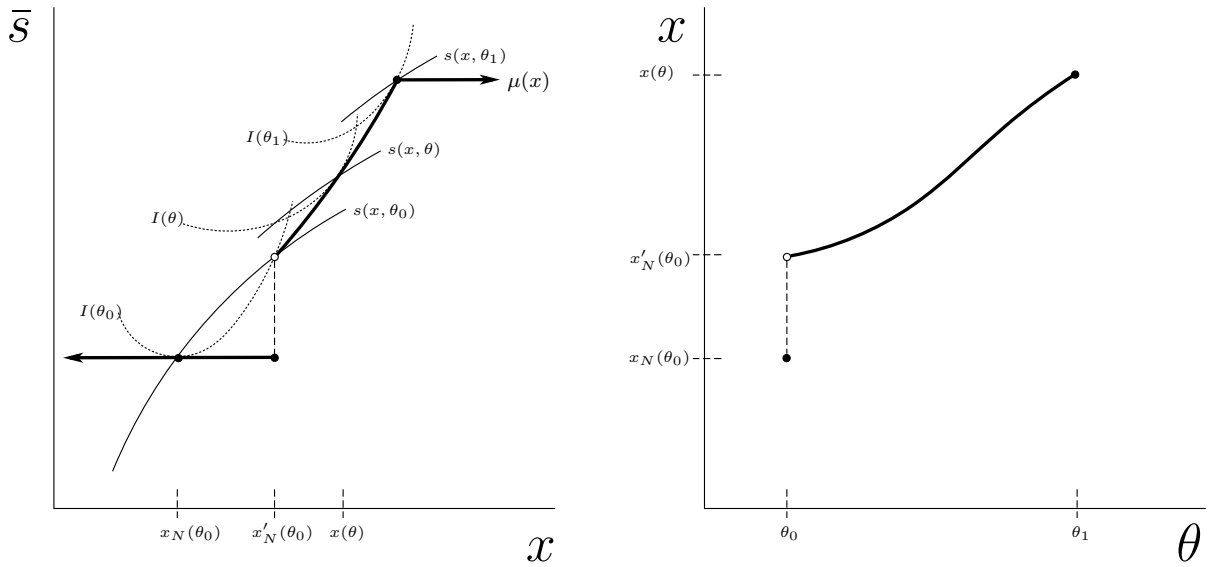 s̅
s(x, θ₁)
μ(x)
I(θ₁)
s(x, θ)
I(θ)
s(x, θ₀)
I(θ₀)
x_N(θ₀) x′_N(θ₀) x(θ)
x
x
x(θ)
x′_N(θ₀)
x_N(θ₀)
θ₀ θ₁
θ